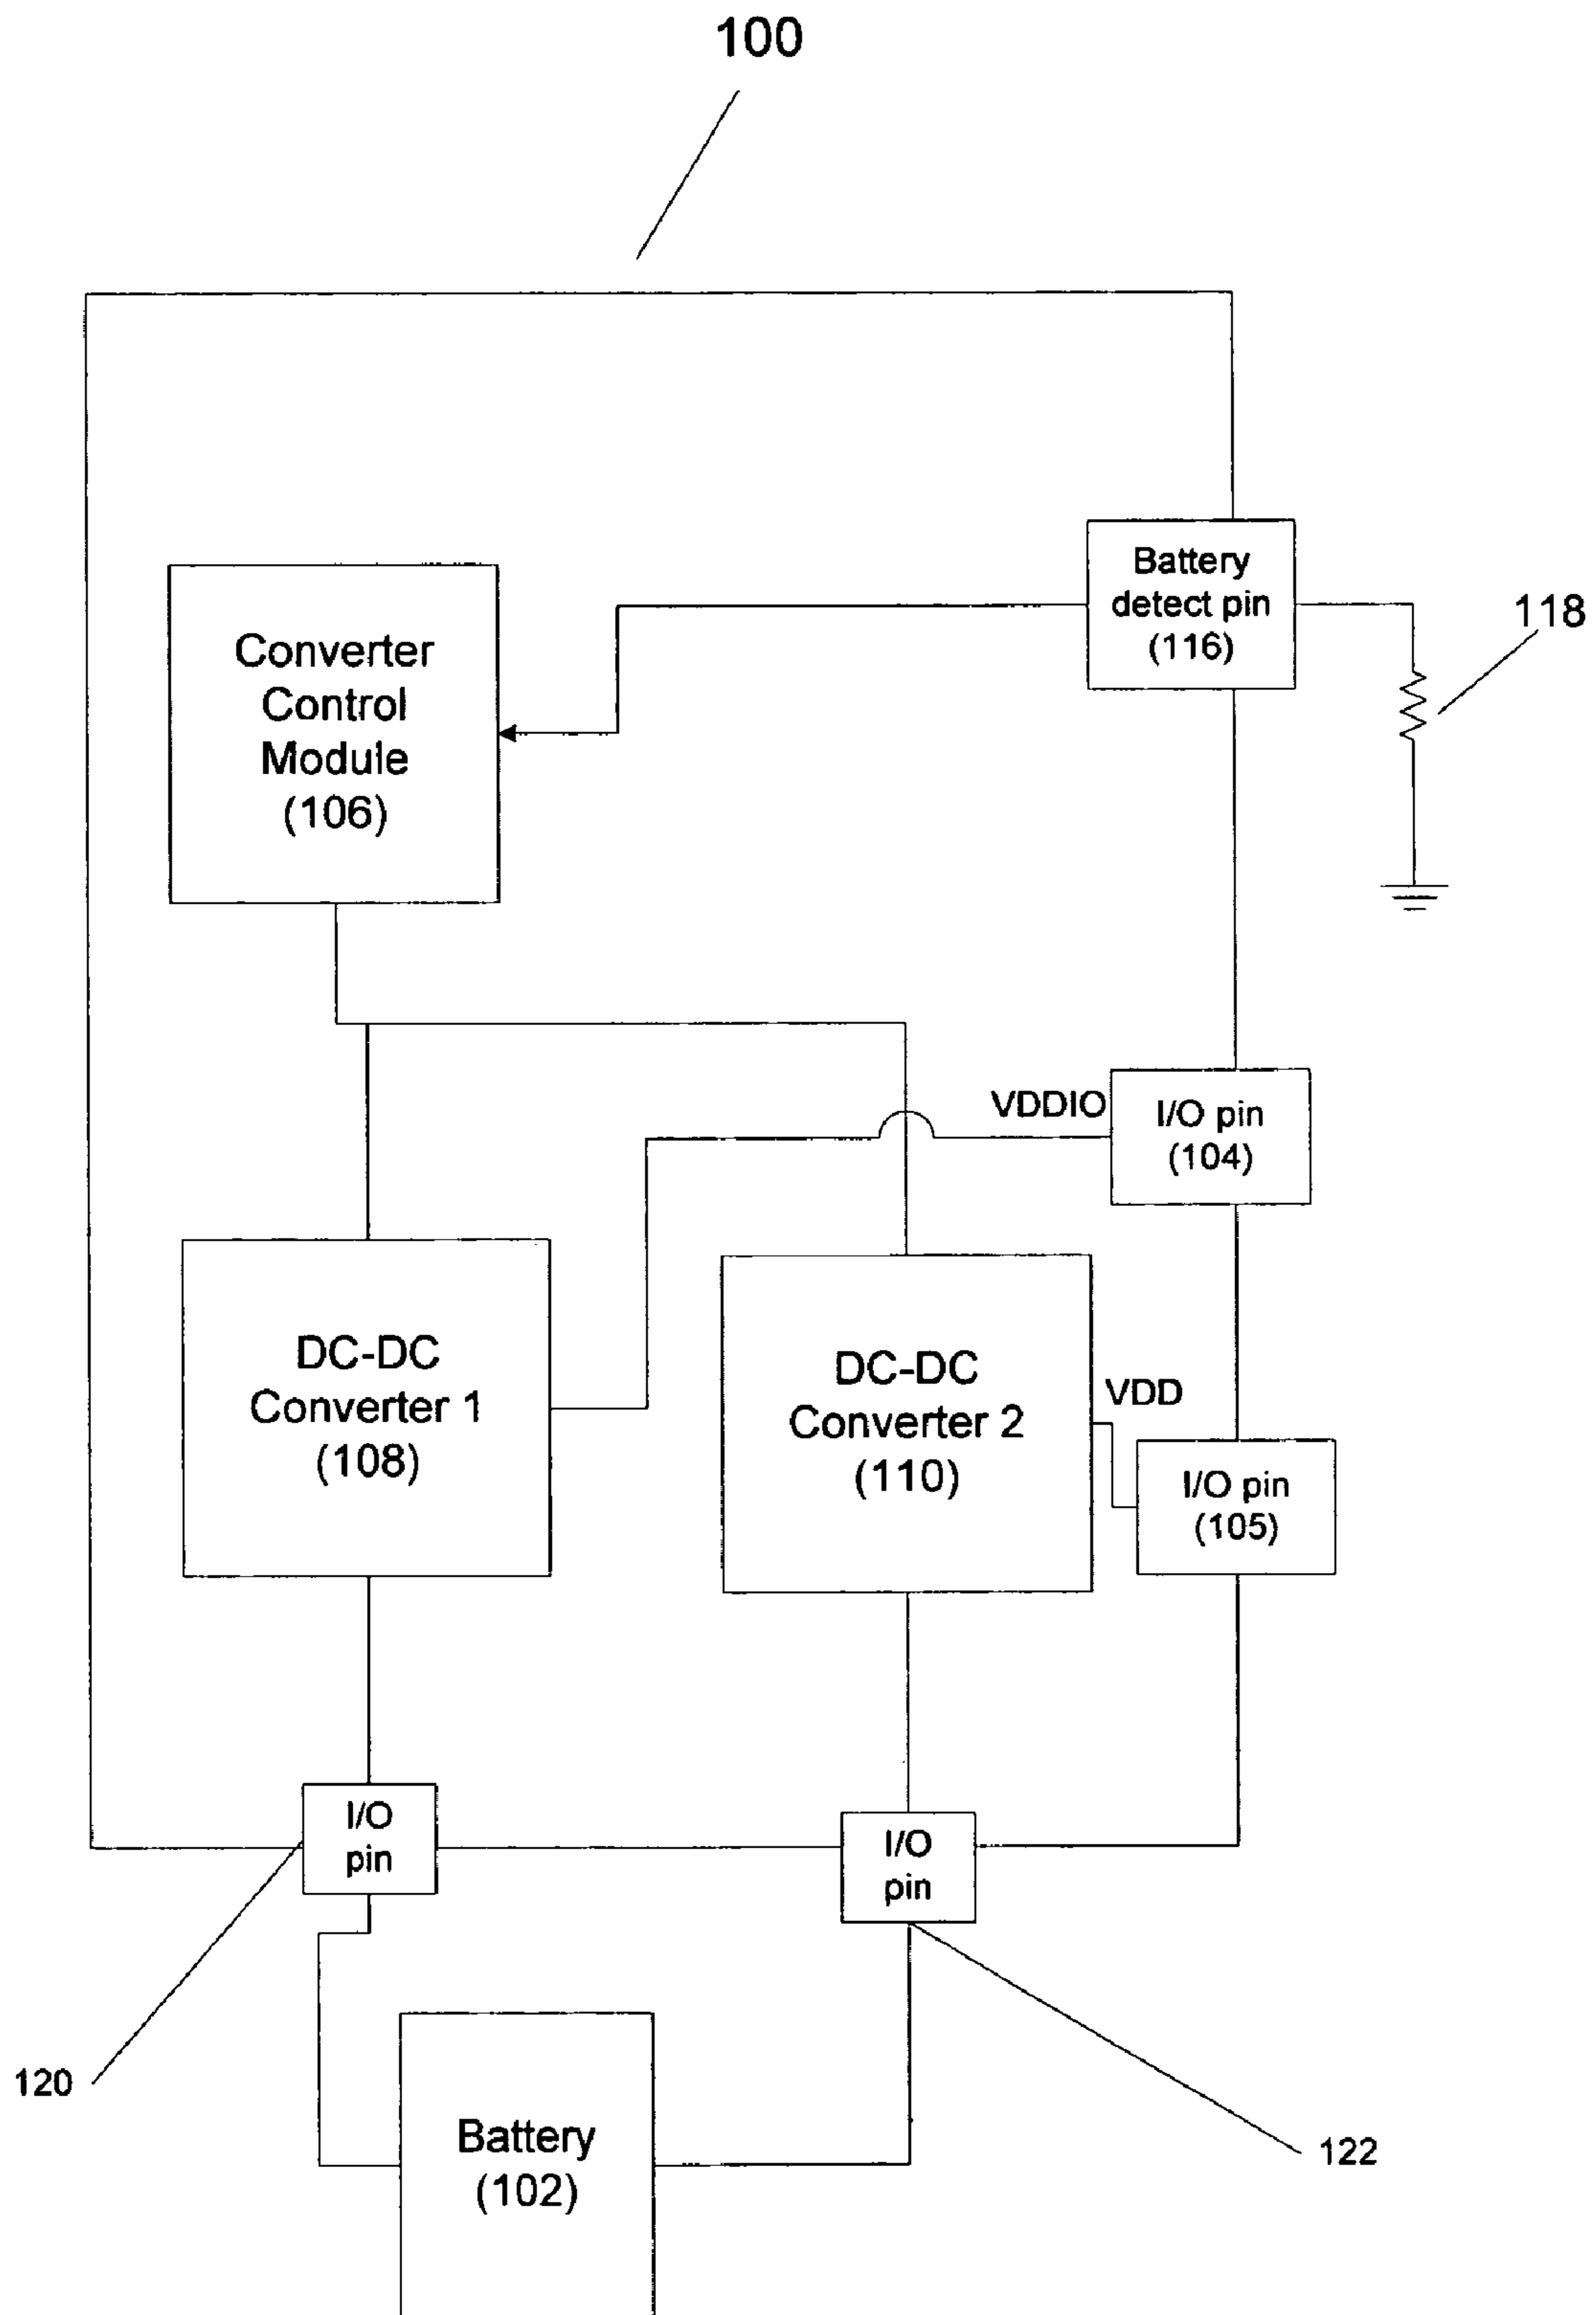 100
Battery
detect pin
(116)
118
Converter
Control
Module
(106)
VDDIO
I/O pin
(104)
DC-DC
Converter 1
(108)
DC-DC
Converter 2
(110)
VDD
I/O pin
(105)
I/O
pin
I/O
pin
120
Battery
(102)
122